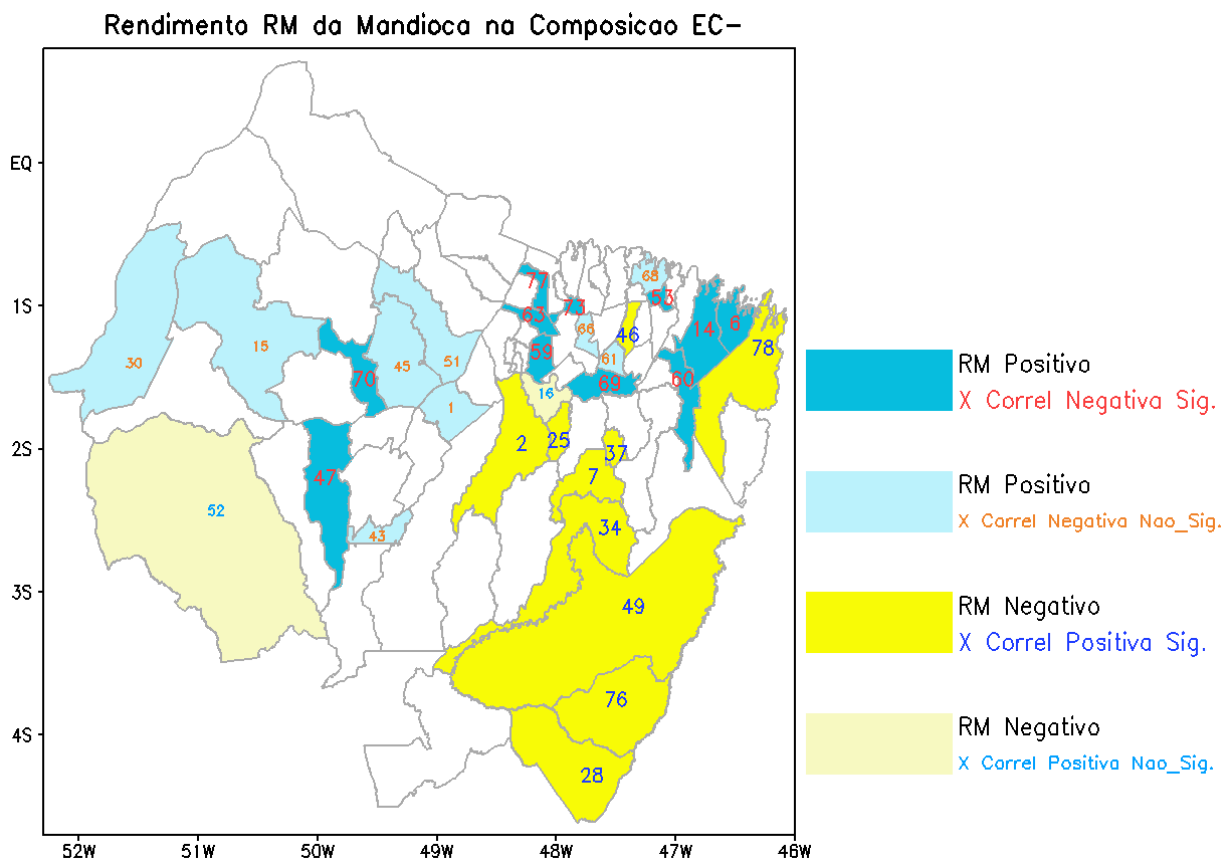 Rendimento RM da Mandioca na Composicao EC-
EQ
1S
2S
3S
4S
52W 51W 50W 49W 48W 47W 46W
77
68
53
73
63
14
6
66
46
78
30
15
59
61
45
51
70
69
60
16
1
2
25
37
47
7
52
43
34
49
76
28
RM Positivo
X Correl Negativa Sig.
RM Positivo
X Correl Negativa Nao_Sig.
RM Negativo
X Correl Positiva Sig.
RM Negativo
X Correl Positiva Nao_Sig.